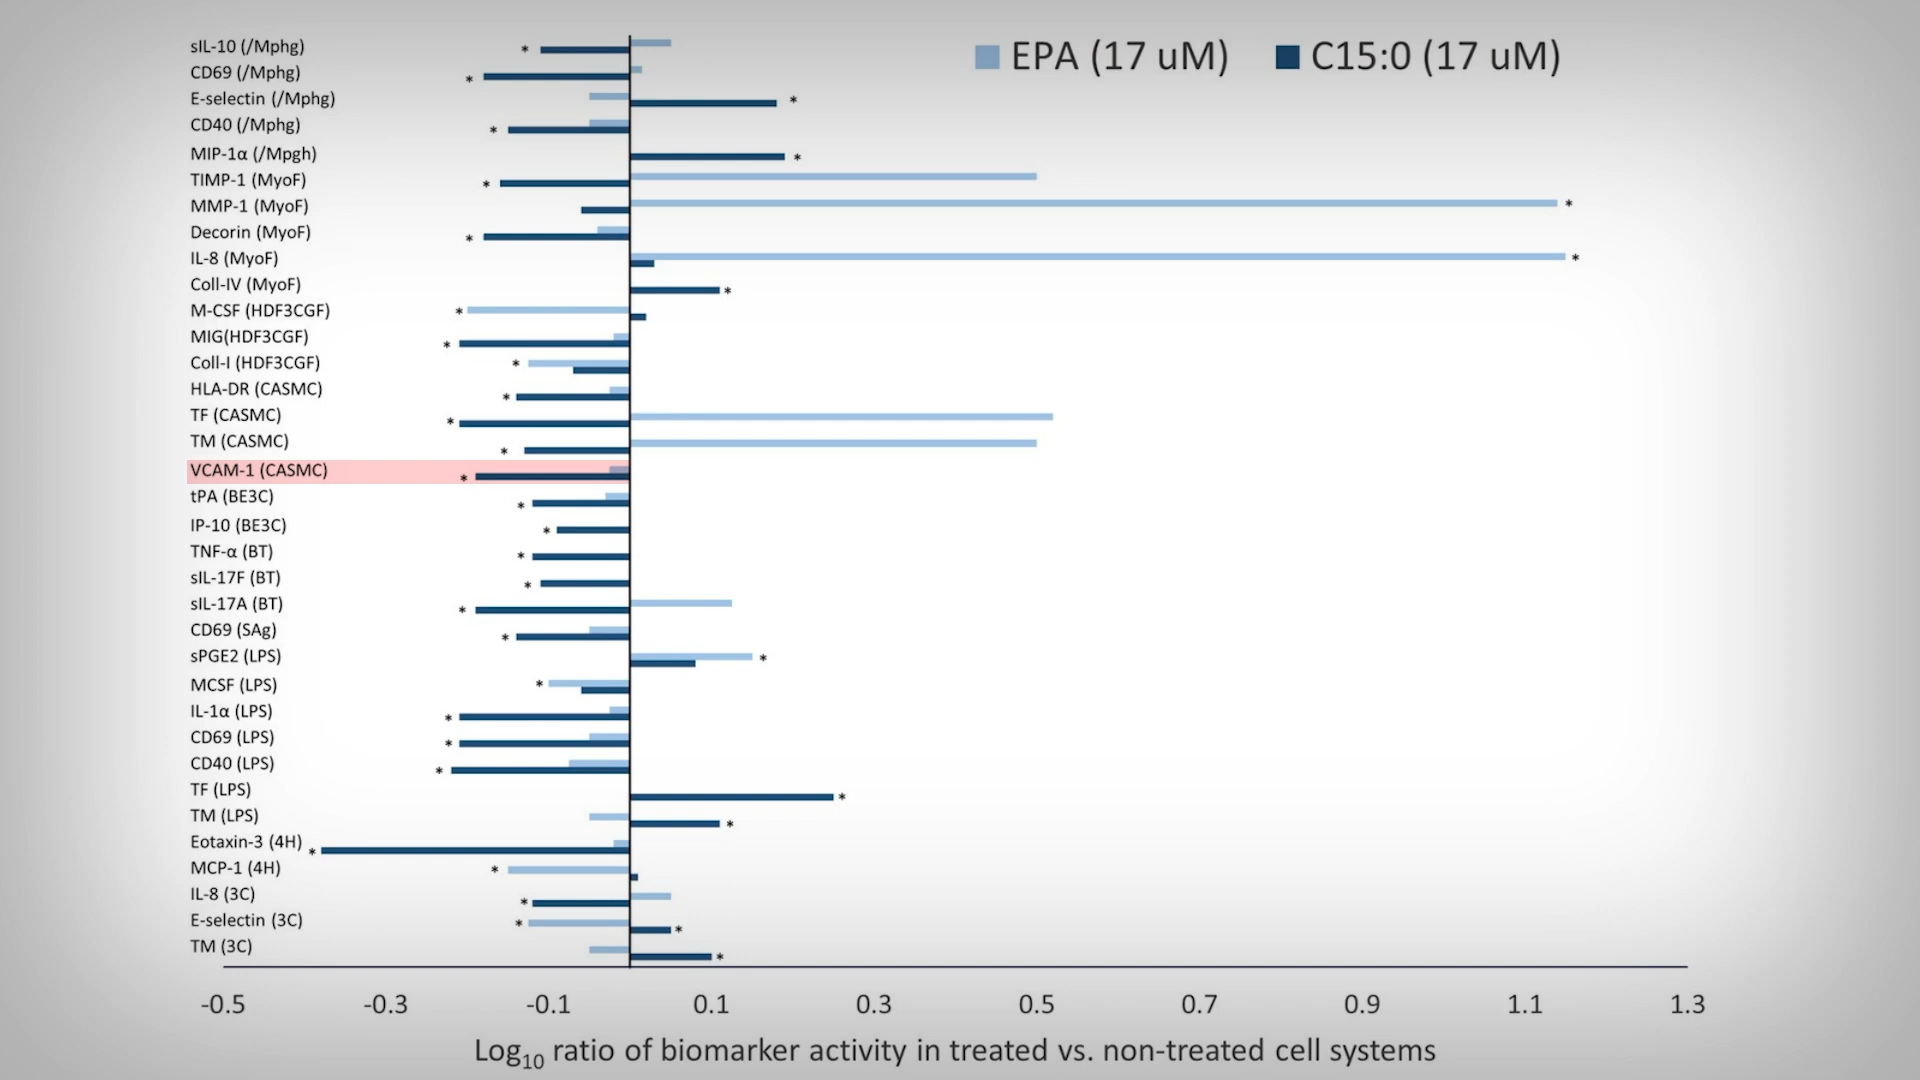 EPA (17 uM) C15:0 (17 uM)
sIL-10 (/Mphg) *
CD69 (/Mphg) *
E-selectin (/Mphg) *
CD40 (/Mphg) *
MIP-1α (/Mpgh) *
TIMP-1 (MyoF) *
MMP-1 (MyoF) *
Decorin (MyoF) *
IL-8 (MyoF) *
Coll-IV (MyoF) *
M-CSF (HDF3CGF) *
MIG(HDF3CGF) *
Coll-I (HDF3CGF) *
HLA-DR (CASMC) *
TF (CASMC) *
TM (CASMC) *
VCAM-1 (CASMC) *
tPA (BE3C) *
IP-10 (BE3C) *
TNF-α (BT) *
sIL-17F (BT) *
sIL-17A (BT) *
CD69 (SAg) *
sPGE2 (LPS) *
MCSF (LPS) *
IL-1α (LPS) *
CD69 (LPS) *
CD40 (LPS) *
TF (LPS) *
TM (LPS) *
Eotaxin-3 (4H) *
MCP-1 (4H) *
IL-8 (3C) *
E-selectin (3C) * *
TM (3C) *
-0.5 -0.3 -0.1 0.1 0.3 0.5 0.7 0.9 1.1 1.3
Log10 ratio of biomarker activity in treated vs. non-treated cell systems